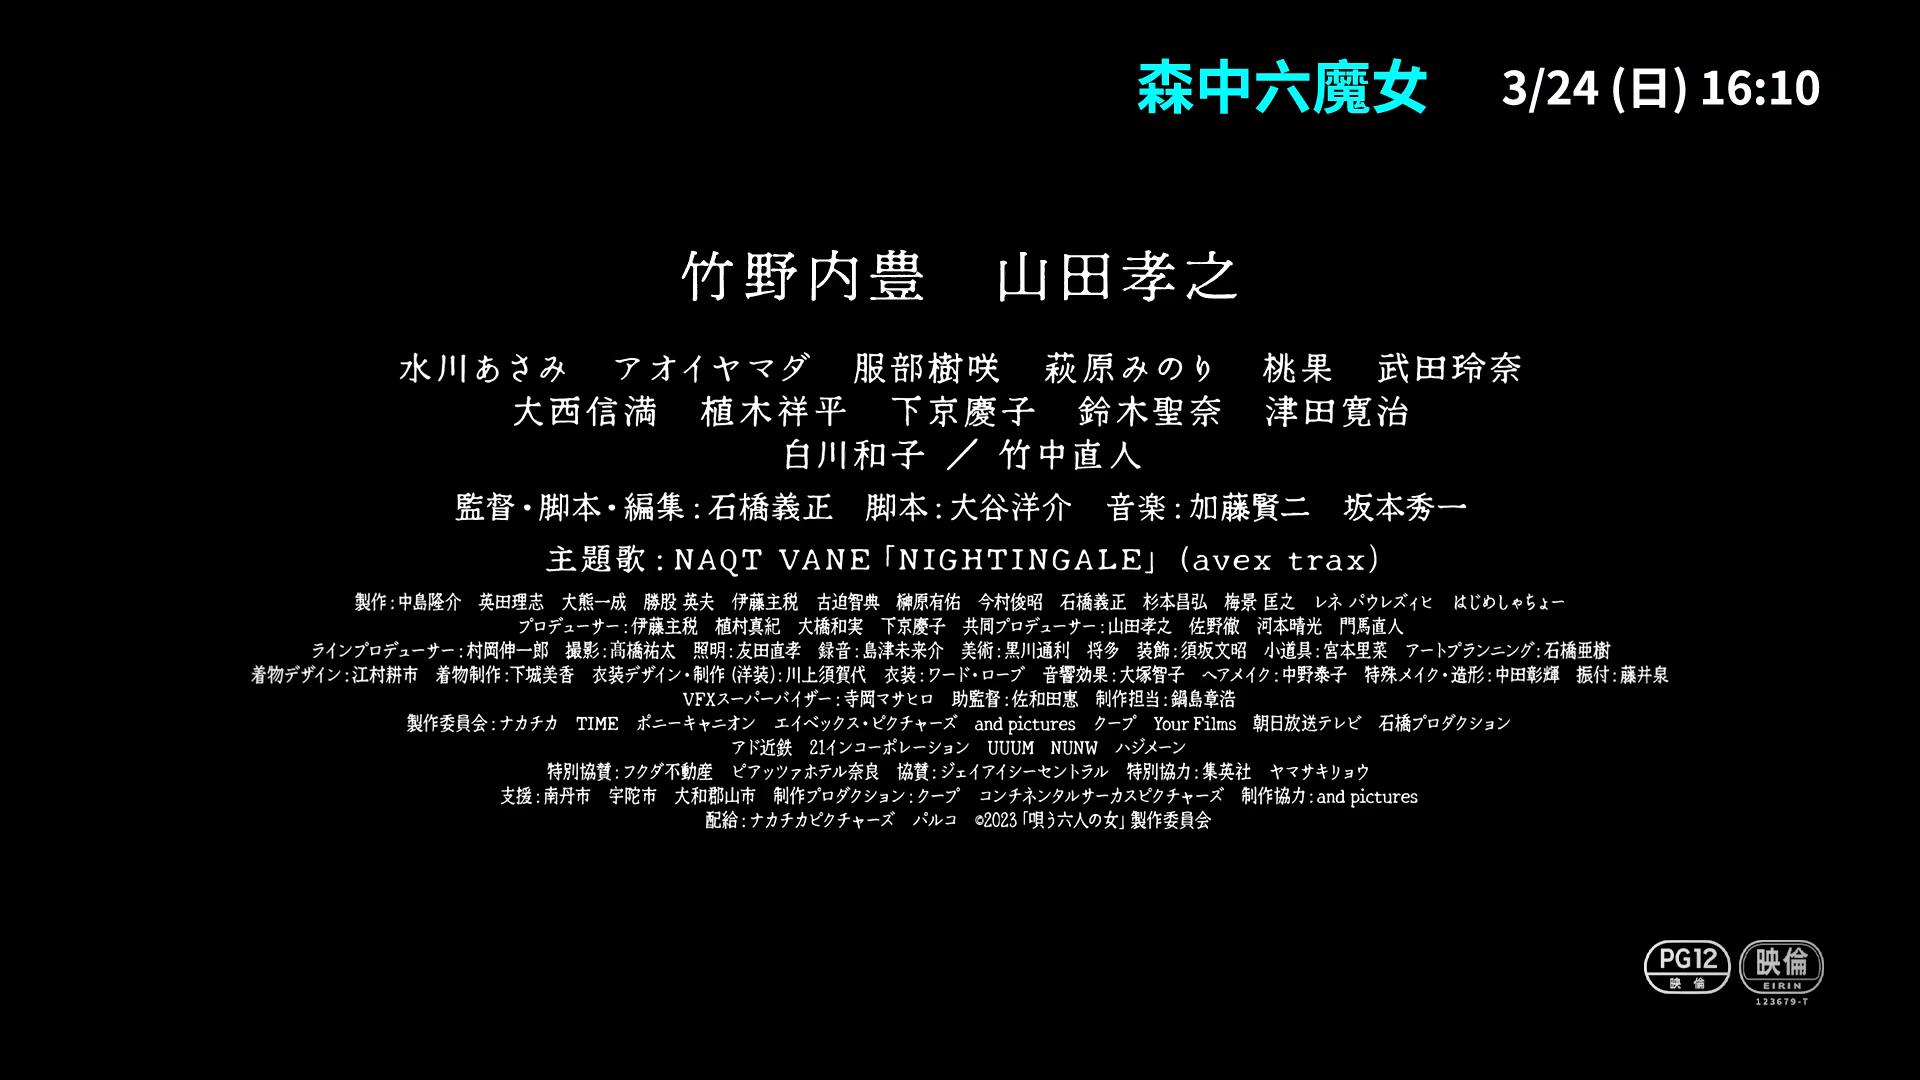 森中六魔女 3/24 (日) 16:10
竹野内豊 山田孝之
水川あさみ アオイヤマダ 服部樹咲 萩原みのり 桃果 武田玲奈
大西信満 植木祥平 下京慶子 鈴木聖奈 津田寛治
白川和子 ／ 竹中直人
監督・脚本・編集：石橋義正 脚本：大谷洋介 音楽：加藤賢二 坂本秀一
主題歌：NAQT VANE「NIGHTINGALE」（avex trax）
製作：中島隆介 英田理志 大熊一成 勝股 英夫 伊藤主税 古迫智典 榊原有佑 今村俊昭 石橋義正 杉本昌弘 梅景 匡之 レネ パウレズィヒ はじめしゃちょー
プロデューサー：伊藤主税 植村真紀 大橋和実 下京慶子 共同プロデューサー：山田孝之 佐野徹 河本晴光 門馬直人
ラインプロデューサー：村岡伸一郎 撮影：髙橋祐太 照明：友田直孝 録音：島津未来介 美術：黒川通利 将多 装飾：須坂文昭 小道具：宮本里菜 アートプランニング：石橋亜樹
着物デザイン：江村耕市 着物制作：下城美香 衣装デザイン・制作（洋装）：川上須賀代 衣装：ワード・ローブ 音響効果：大塚智子 ヘアメイク：中野泰子 特殊メイク・造形：中田彰輝 振付：藤井泉
VFXスーパーバイザー：寺岡マサヒロ 助監督：佐和田恵 制作担当：鍋島章浩
製作委員会：ナカチカ TIME ポニーキャニオン エイベックス・ピクチャーズ and pictures クープ Your Films 朝日放送テレビ 石橋プロダクション
アド近鉄 21インコーポレーション UUUM NUNW ハジメーン
特別協賛：フクダ不動産 ピアッツァホテル奈良 協賛：ジェイアイシーセントラル 特別協力：集英社 ヤマサキリョウ
支援：南丹市 宇陀市 大和郡山市 制作プロダクション：クープ コンチネンタルサーカスピクチャーズ 制作協力：and pictures
配給：ナカチカピクチャーズ パルコ ©2023「唄う六人の女」製作委員会
PG12 映倫
映倫 EIRIN
123679-T